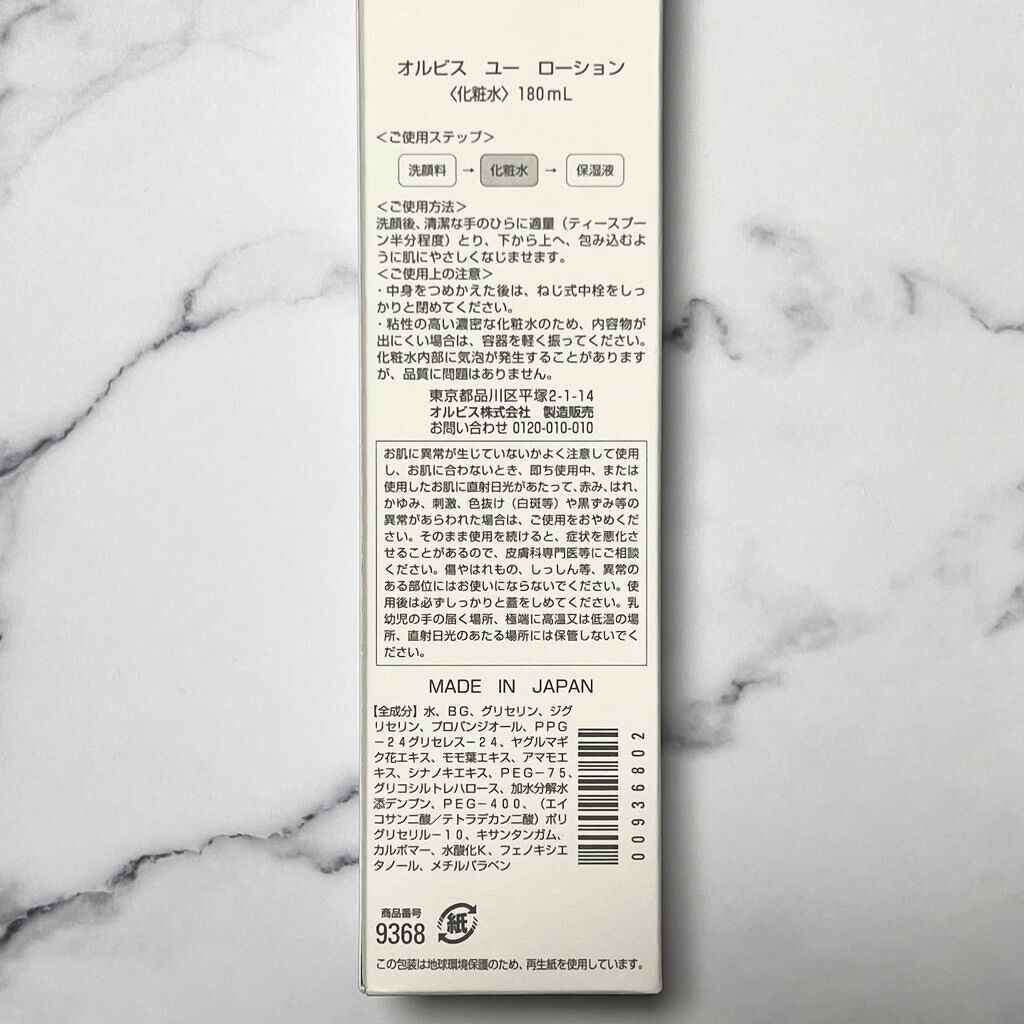 オルビス ユー ローション
〈化粧水〉180mL
＜ご使用ステップ＞
洗顔料 → 化粧水 → 保湿液
＜ご使用方法＞
洗顔後、清潔な手のひらに適量（ティースプー
ン半分程度）とり、下から上へ、包み込むよ
うに肌にやさしくなじませます。
＜ご使用上の注意＞
・中身をつめかえた後は、ねじ式中栓をしっ
かりと閉めてください。
・粘性の高い濃密な化粧水のため、内容物が
出にくい場合は、容器を軽く振ってください。
化粧水内部に気泡が発生することがあります
が、品質に問題はありません。
東京都品川区平塚2-1-14
オルビス株式会社 製造販売
お問い合わせ 0120-010-010
お肌に異常が生じていないかよく注意して使用
し、お肌に合わないとき、即ち使用中、または
使用したお肌に直射日光があたって、赤み、はれ、
かゆみ、刺激、色抜け（白斑等）や黒ずみ等の
異常があらわれた場合は、ご使用をおやめくだ
さい。そのまま使用を続けると、症状を悪化さ
せることがあるので、皮膚科専門医等にご相談
ください。傷やはれもの、しっしん等、異常の
ある部位にはお使いにならないでください。使
用後は必ずしっかりと蓋をしめてください。乳
幼児の手の届く場所、極端に高温又は低温の場
所、直射日光のあたる場所には保管しないでく
ださい。
MADE IN JAPAN
【全成分】水、BG、グリセリン、ジグ
リセリン、プロパンジオール、PPG
－24グリセレス－24、ヤグルマギ
ク花エキス、モモ葉エキス、アマモエ
キス、シナノキエキス、PEG－75、
グリコシルトレハロース、加水分解水
添デンプン、PEG－400、（エイ
コサン二酸／テトラデカン二酸）ポリ
グリセリル－10、キサンタンガム、
カルボマー、水酸化K、フェノキシエ
タノール、メチルパラベン
00936802
商品番号
9368
紙
この包装は地球環境保護のため、再生紙を使用しています。